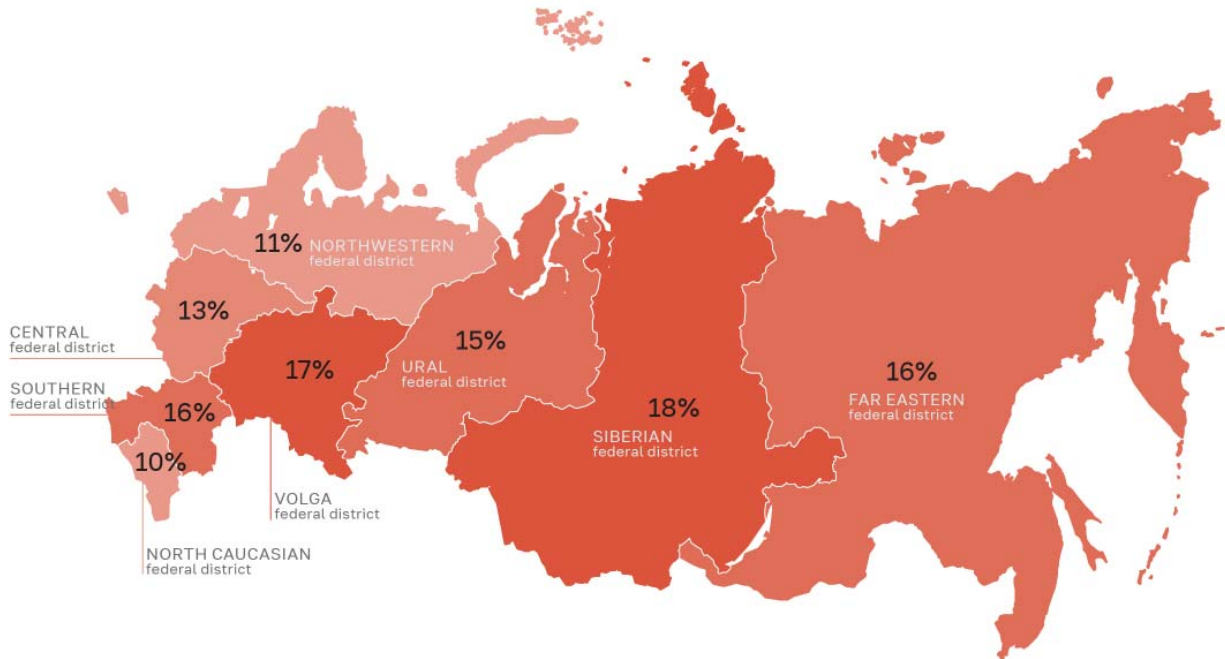 11%
NORTHWESTERN
federal district
13%
CENTRAL
federal district
15%
URAL
federal district
17%
16%
FAR EASTERN
federal district
SOUTHERN
federal district
16%
18%
SIBERIAN
federal district
10%
VOLGA
federal district
NORTH CAUCASIAN
federal district